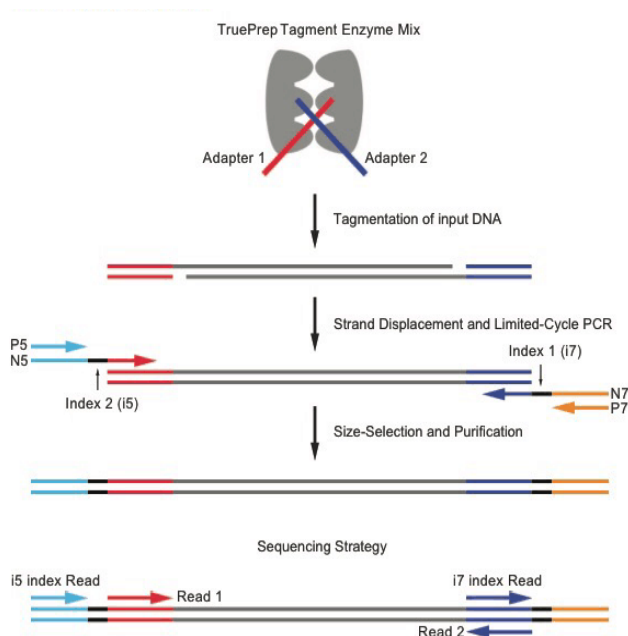 TruePrep Tagment Enzyme Mix
Adapter 1
Adapter 2
Tagmentation of input DNA
Strand Displacement and Limited-Cycle PCR
P5
N5
Index 1 (i7)
Index 2 (i5)
N7
P7
Size-Selection and Purification
Sequencing Strategy
i5 index Read
i7 index Read
Read 1
Read 2